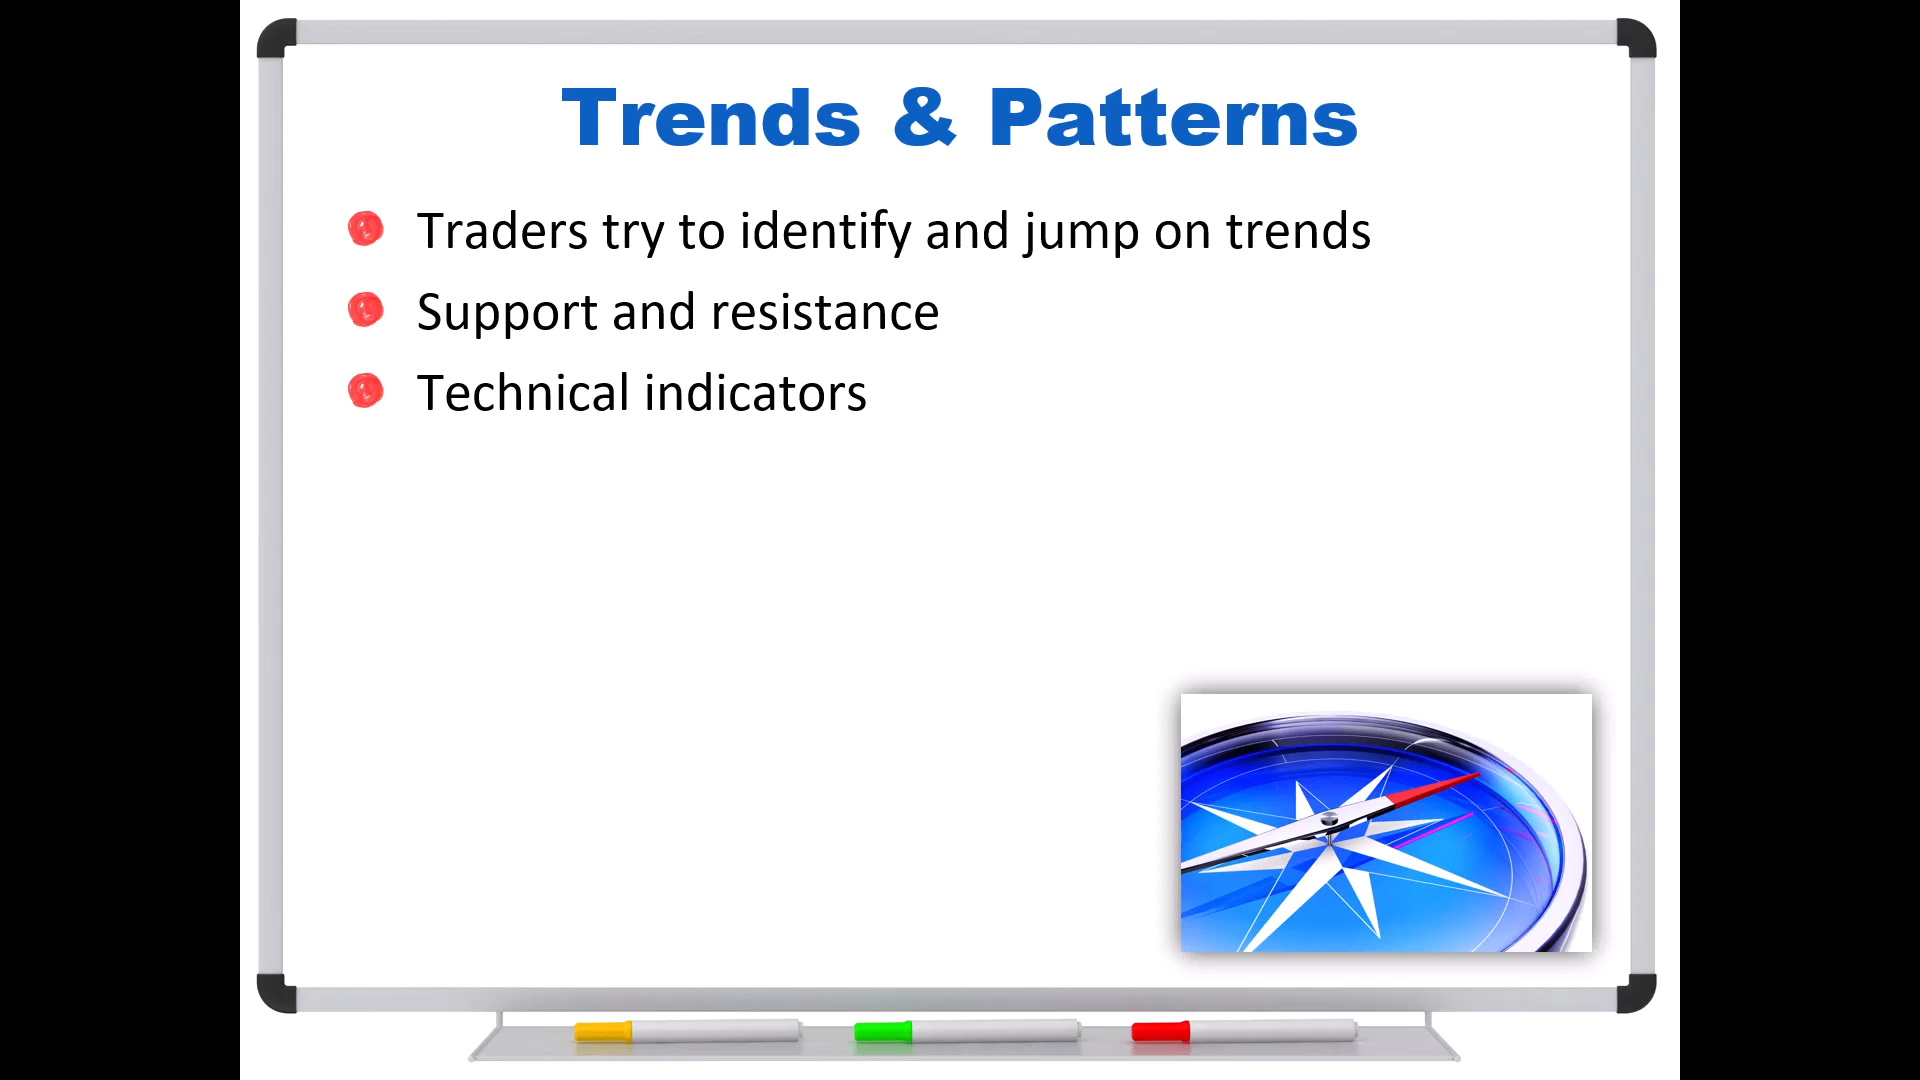 Trends & Patterns
Traders try to identify and jump on trends
Support and resistance
Technical indicators